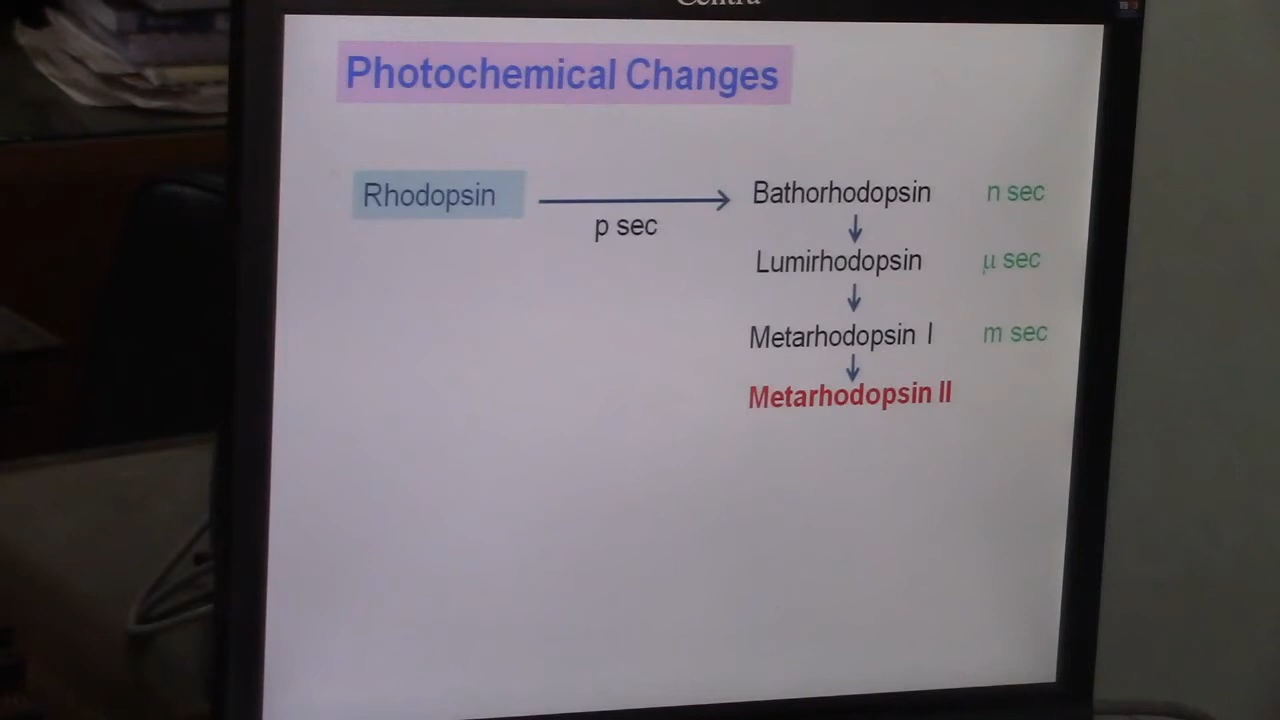 Photochemical Changes
Rhodopsin
p sec
Bathorhodopsin n sec
Lumirhodopsin μ sec
Metarhodopsin I m sec
Metarhodopsin II